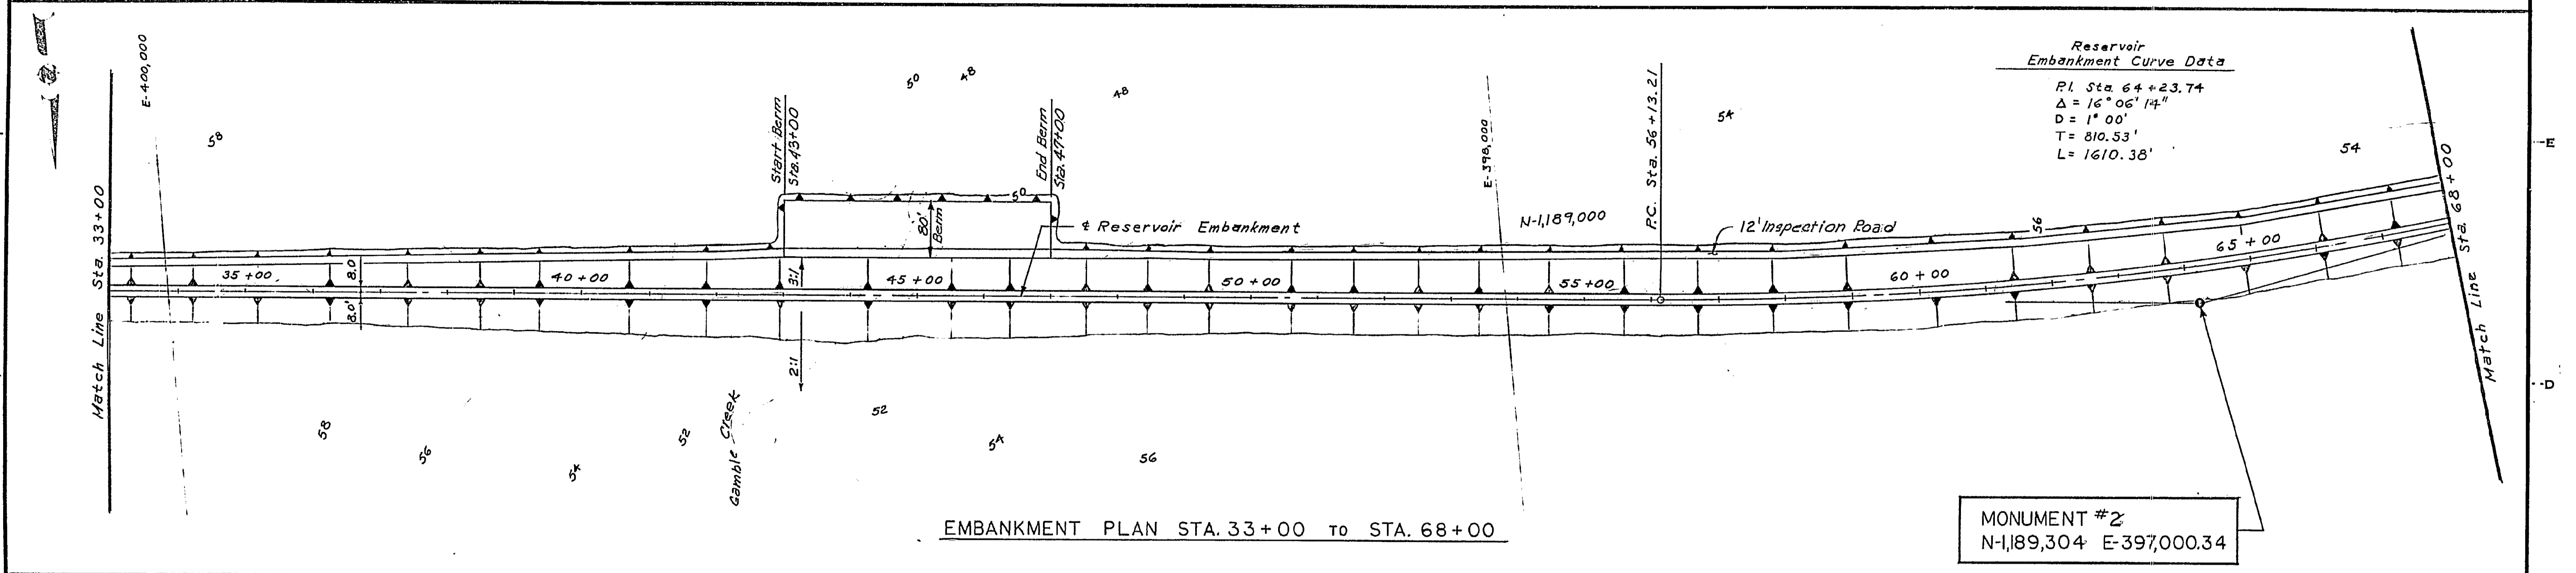 E-400,000
58
50
48
48
54
Reservoir
Embankment Curve Data
P.I. Sta. 64+23.74
Δ = 16° 06' 14"
D = 1° 00'
T = 810.53'
L = 1610.38'
E
54
Match Line Sta. 33+00
Start Berm
Sta. 43+00
End Berm
Sta. 47+00
50
80'
Berm
℄ Reservoir Embankment
E-398,000
N-1,189,000
P.C. Sta. 56+13.21
12' Inspection Road
56
Match Line Sta. 68+00
35+00
8.0
40+00
3:1
45+00
50+00
55+00
60+00
65+00
8.0'
2:1
D
58
56
54
52
Gamble Creek
52
54
56
EMBANKMENT PLAN STA. 33+00 TO STA. 68+00
MONUMENT #2
N-1,189,304 E-397,000.34